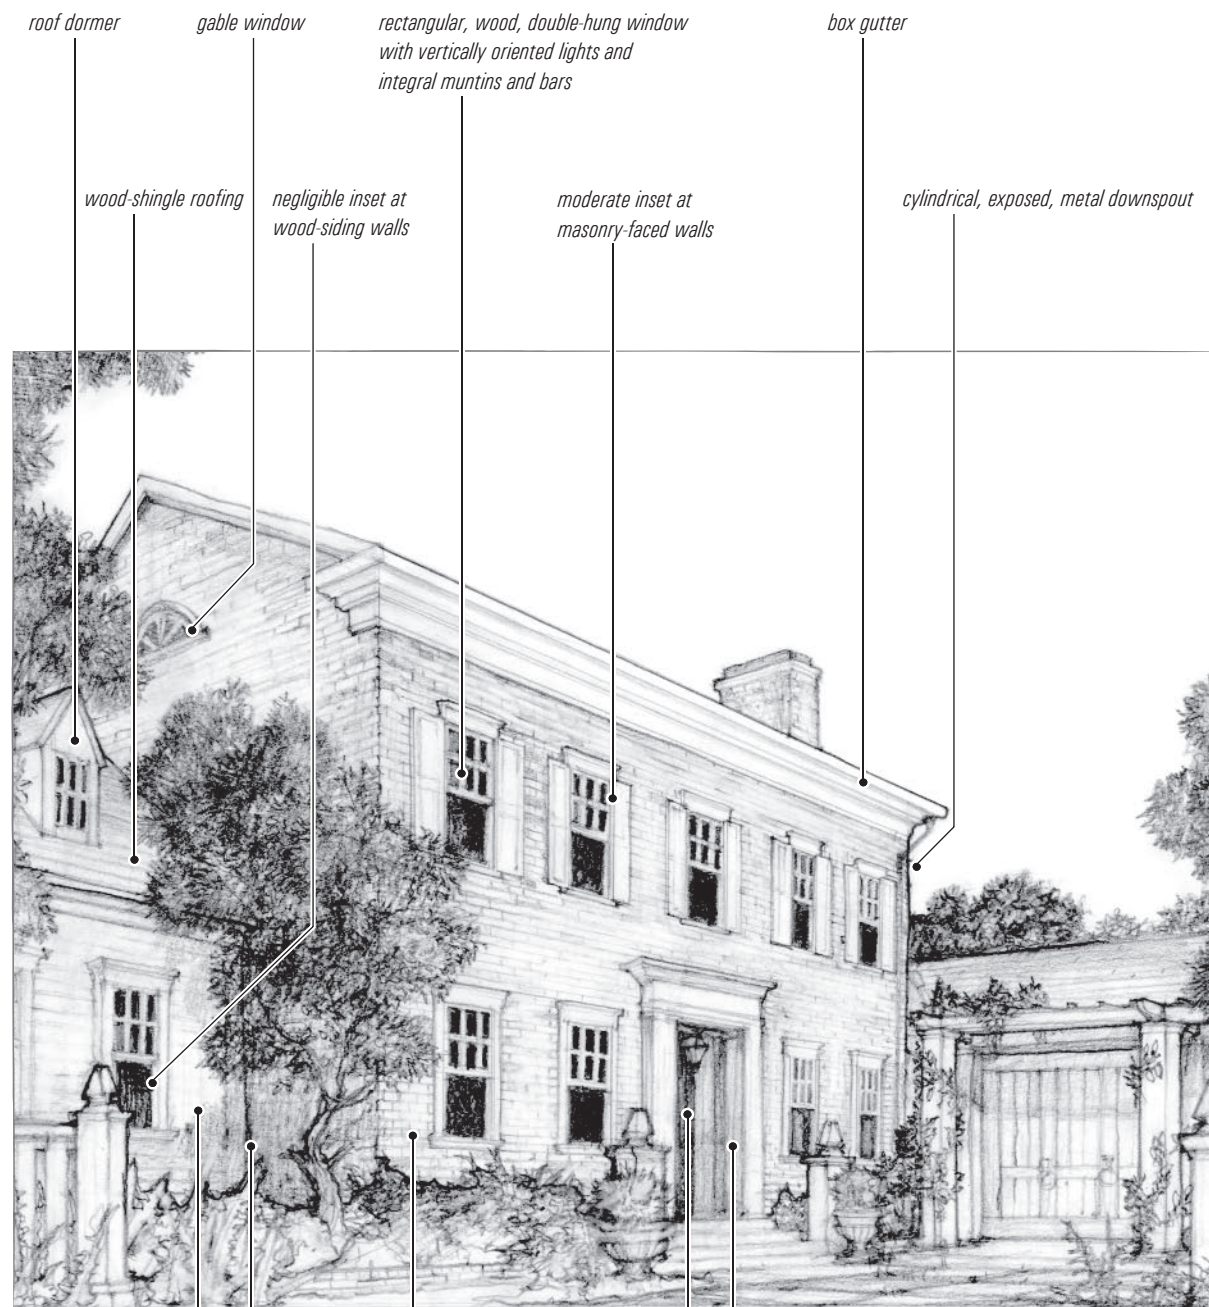 roof dormer
gable window
rectangular, wood, double-hung window
with vertically oriented lights and
integral muntins and bars
box gutter
wood-shingle roofing
negligible inset at
wood-siding walls
moderate inset at
masonry-faced walls
cylindrical, exposed, metal downspout